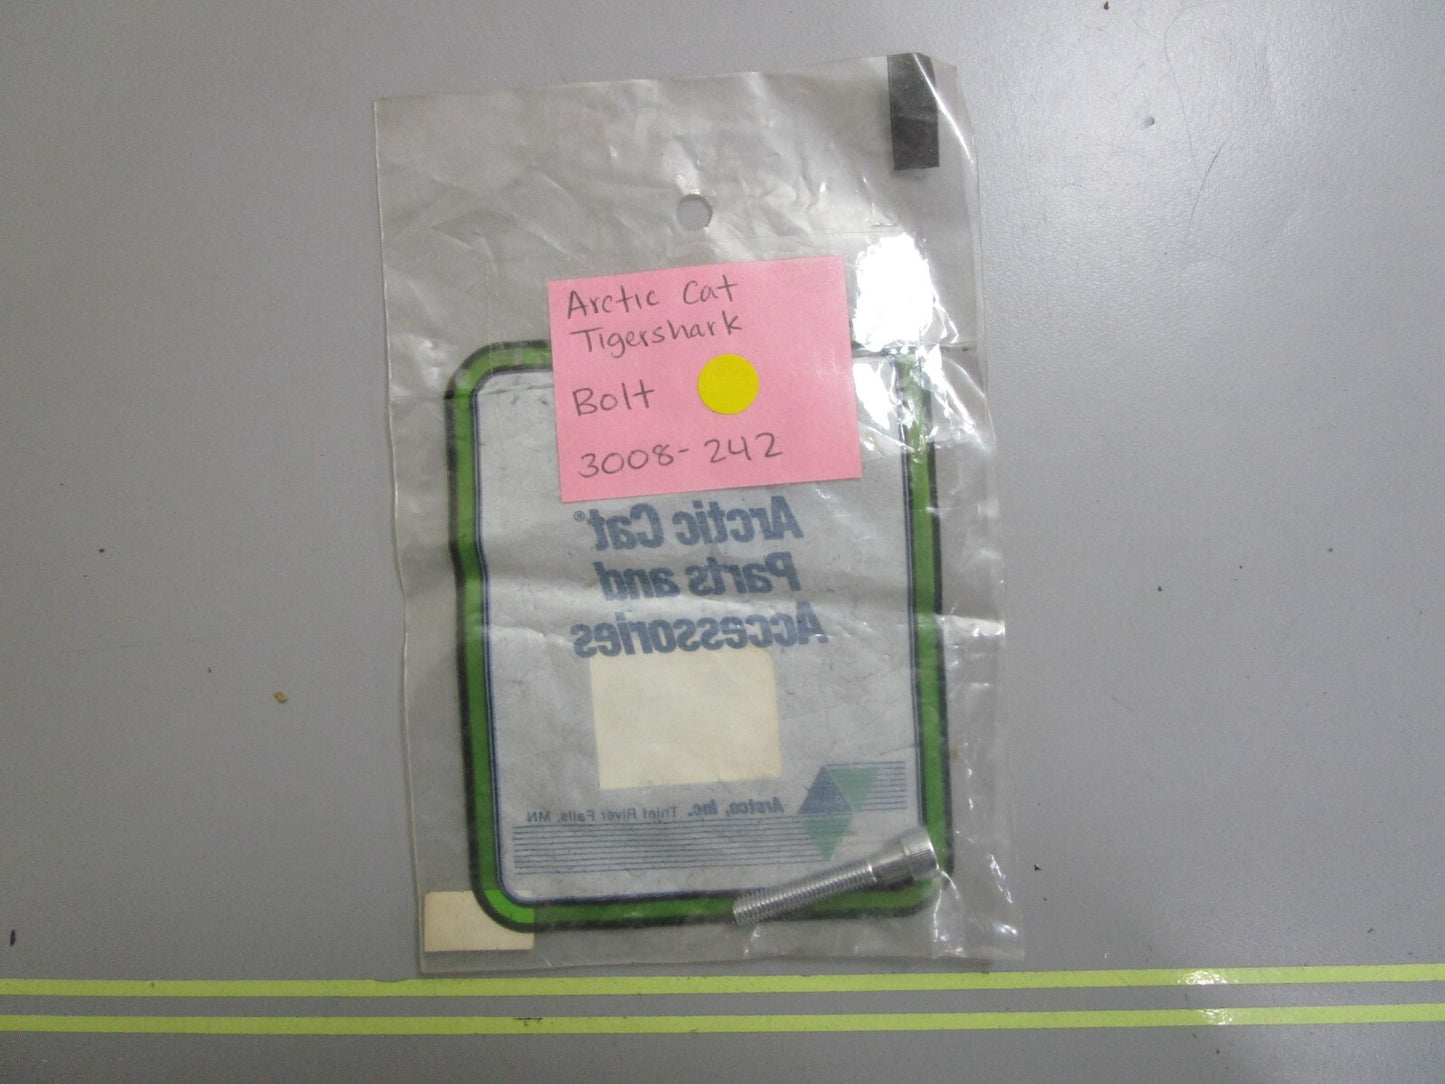 Arctic Cat
Tigershark
Bolt
3008-242
Arctic Cat®
Parts and
Accessories
Arctco, Inc. Thief River Falls, MN